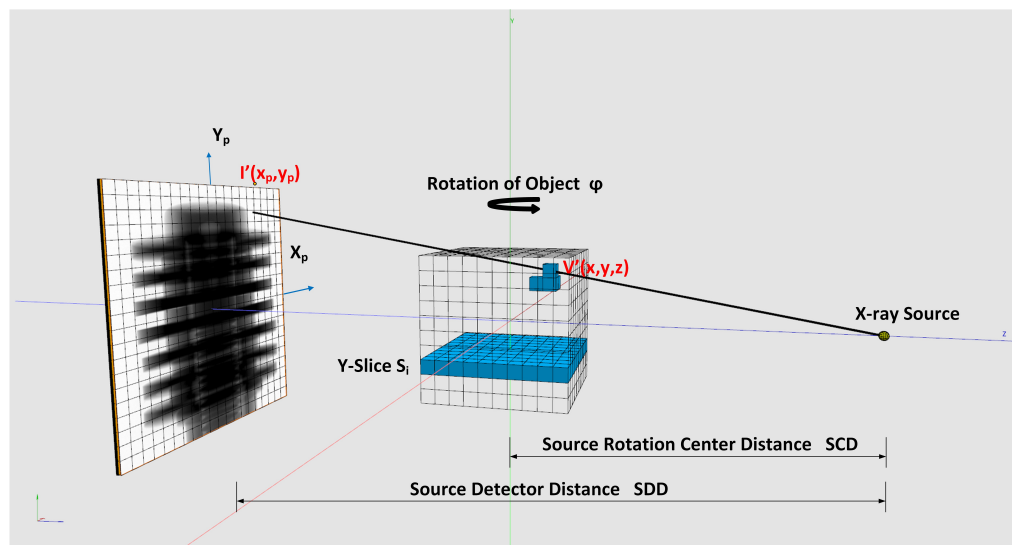 Y
Yp
I'(xp,yp)
Rotation of Object φ
Xp
V'(x,y,z)
X-ray Source
z
Y-Slice Si
Source Rotation Center Distance SCD
Source Detector Distance SDD